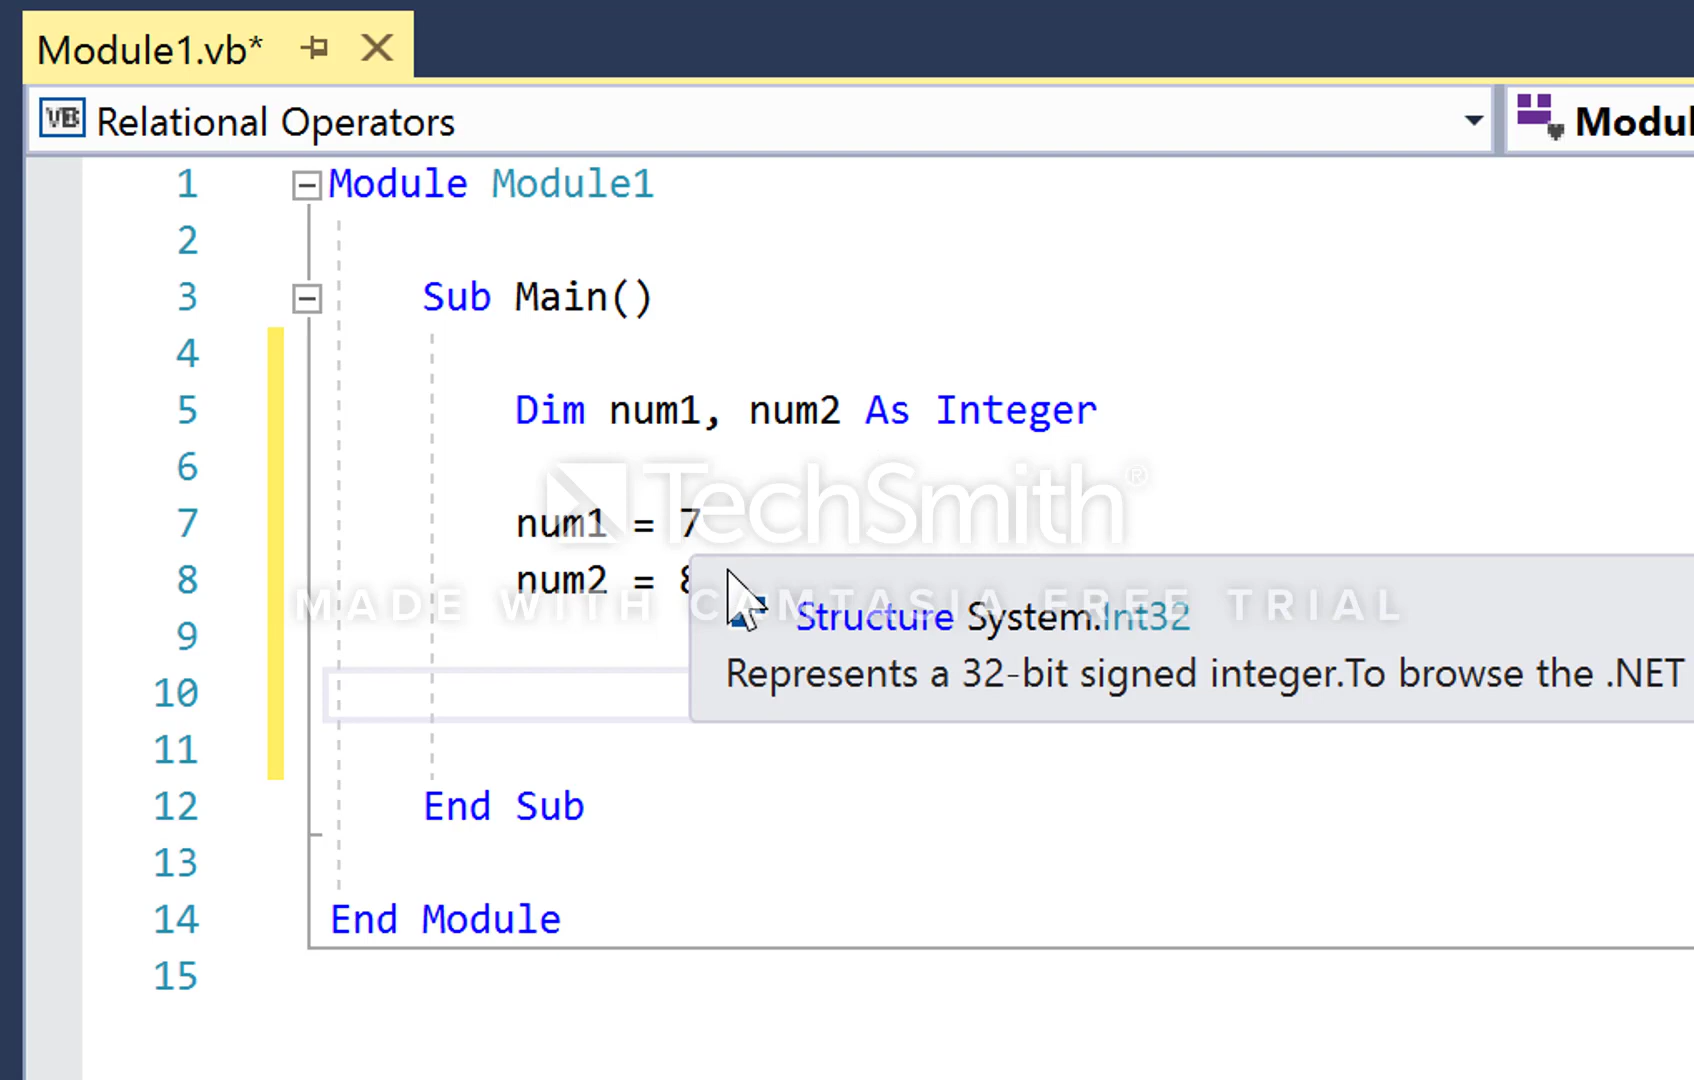 Module1.vb*
VB Relational Operators
Modul
1 Module Module1
2
3 Sub Main()
4
5 Dim num1, num2 As Integer
6
TechSmith®
7 num1 = 7
8 num2 = 8
MADE WITH CAMTASIA FREE TRIAL
Structure System.Int32
9
Represents a 32-bit signed integer.To browse the .NET
10
11
12 End Sub
13
14 End Module
15